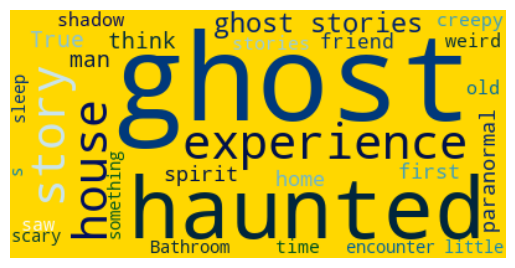 shadow
ghost stories
creepy
True
think
stories
friend
weird
man
ghost
old
sleep
story
house
experience
paranormal
something
spirit
home
first
s
haunted
saw
scary
Bathroom
time
encounter
little